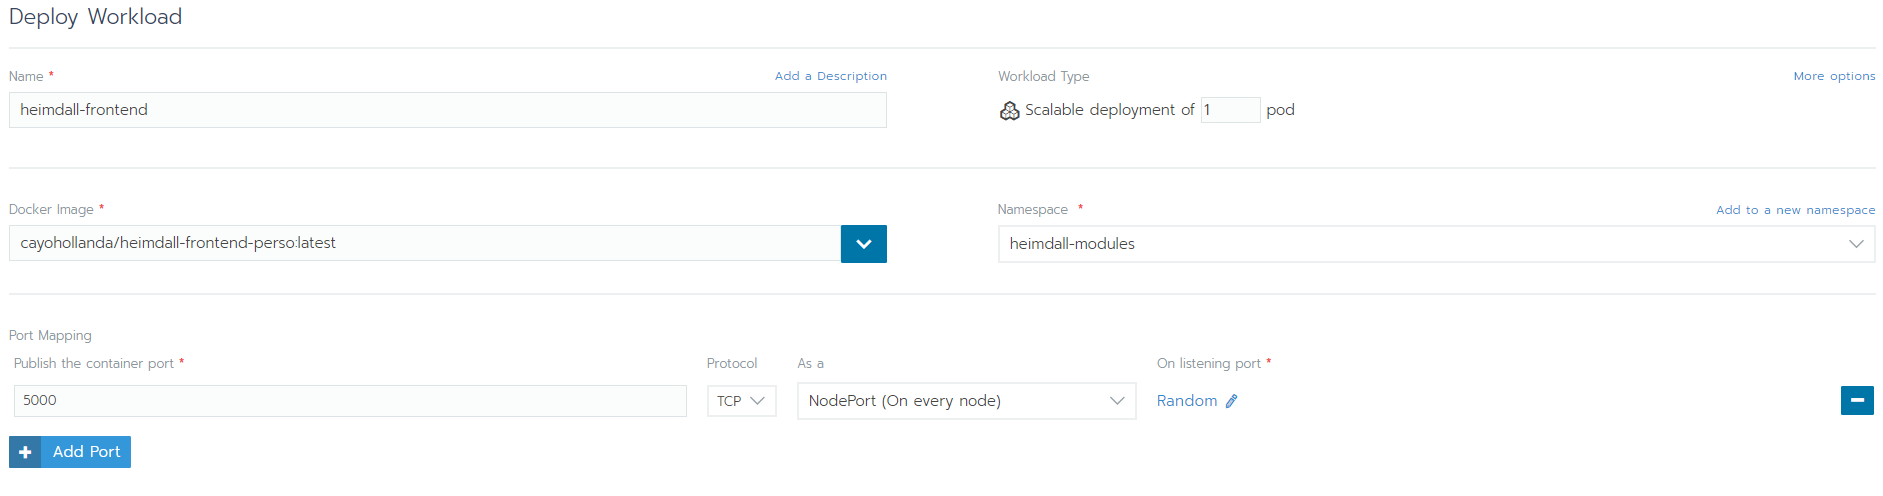 Deploy Workload
Name * Add a Description Workload Type More options
heimdall-frontend Scalable deployment of 1 pod
Docker Image * Namespace * Add to a new namespace
cayohollanda/heimdall-frontend-perso:latest heimdall-modules
Port Mapping
Publish the container port * Protocol As a On listening port *
5000 TCP NodePort (On every node) Random
Add Port